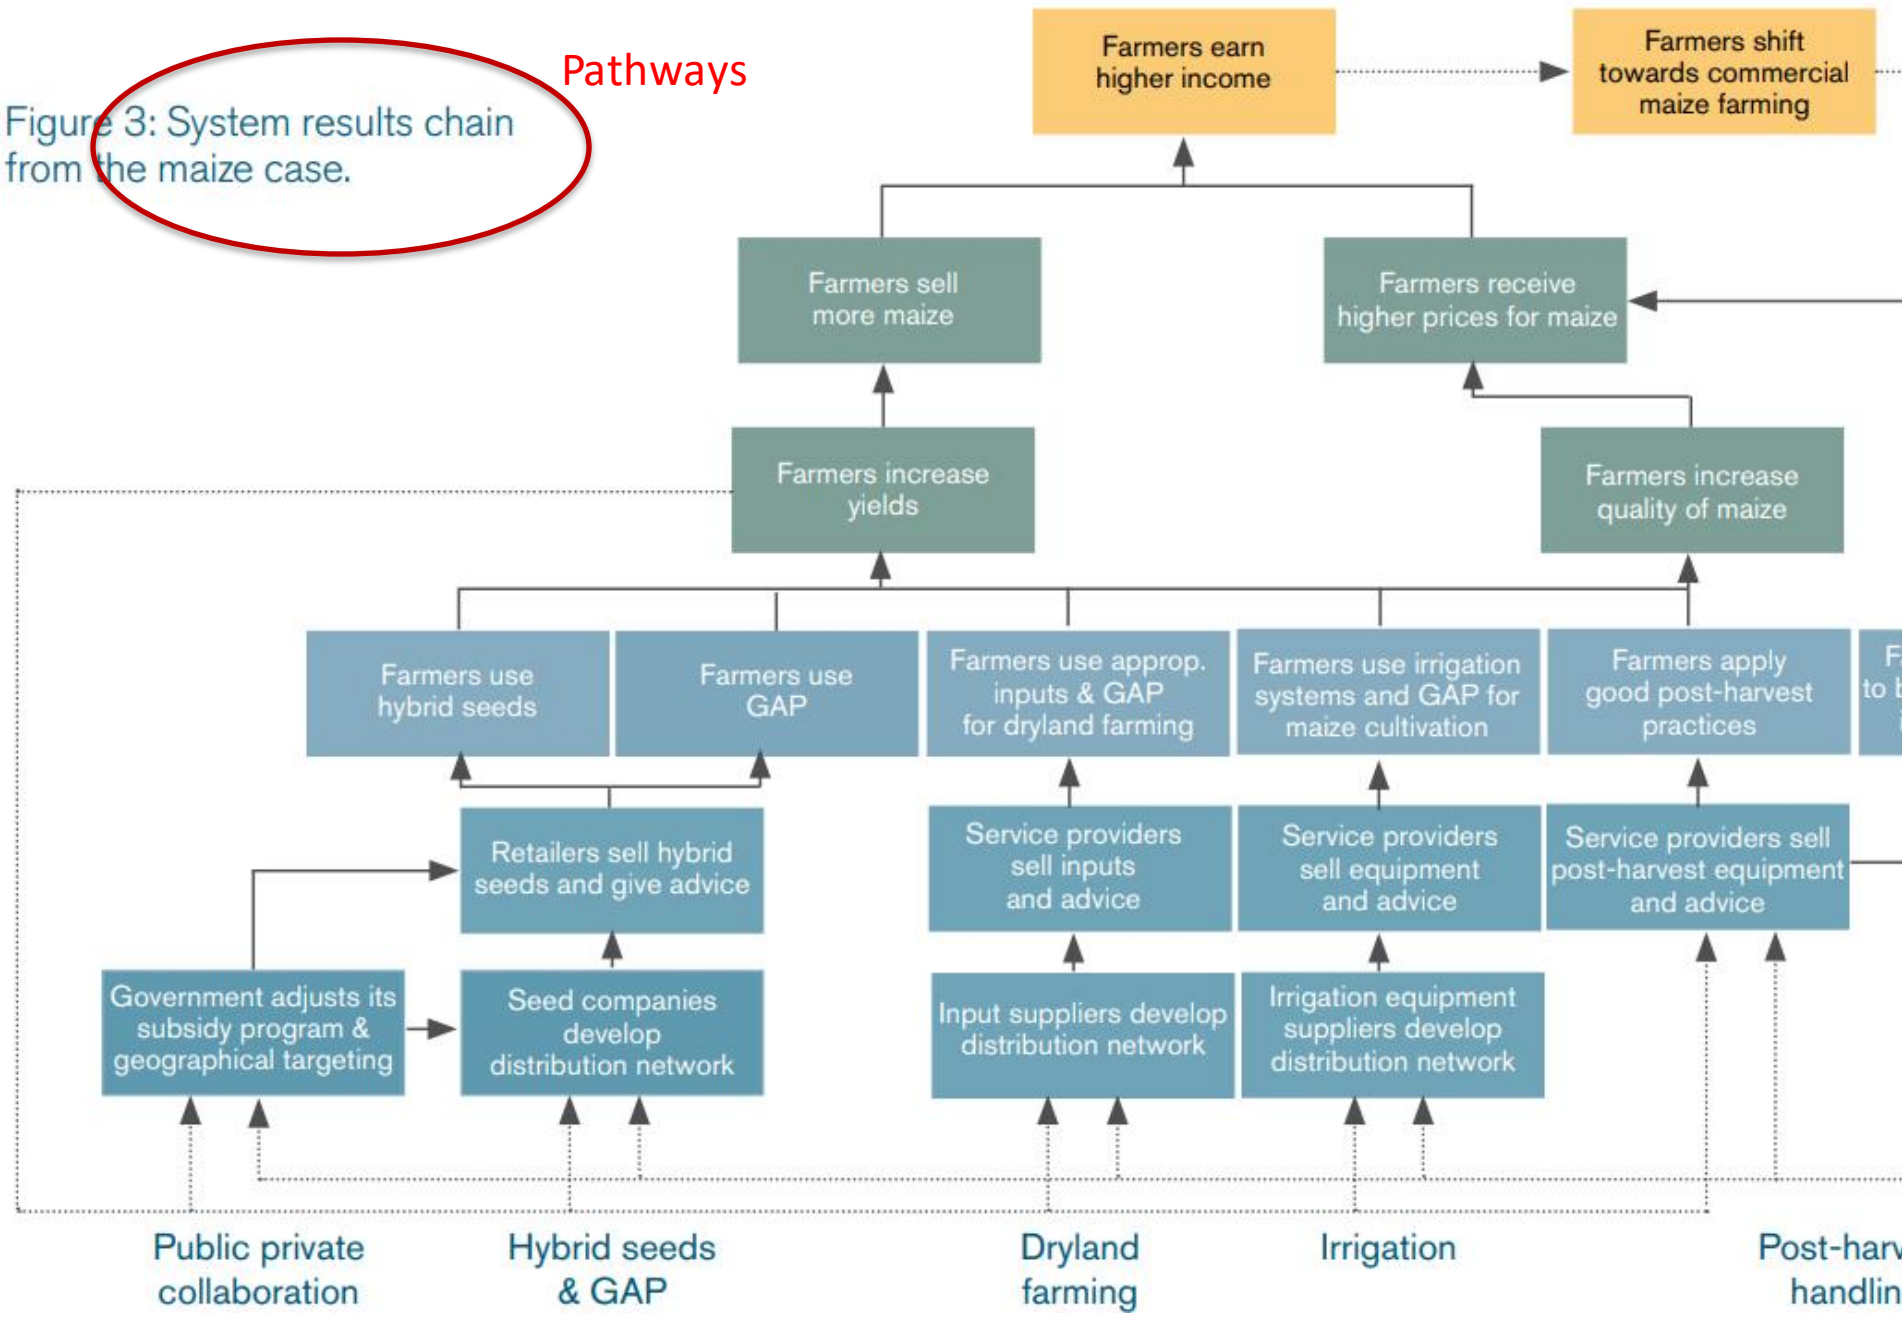 Pathways
Figure 3: System results chain
from the maize case.
Farmers earn
higher income
Farmers shift
towards commercial
maize farming
Farmers sell
more maize
Farmers receive
higher prices for maize
Farmers increase
yields
Farmers increase
quality of maize
Farmers use
hybrid seeds
Farmers use
GAP
Farmers use approp.
inputs & GAP
for dryland farming
Farmers use irrigation
systems and GAP for
maize cultivation
Farmers apply
good post-harvest
practices
to
Retailers sell hybrid
seeds and give advice
Service providers
sell inputs
and advice
Service providers
sell equipment
and advice
Service providers sell
post-harvest equipment
and advice
Government adjusts its
subsidy program &
geographical targeting
Seed companies
develop
distribution network
Input suppliers develop
distribution network
Irrigation equipment
suppliers develop
distribution network
Public private
collaboration
Hybrid seeds
& GAP
Dryland
farming
Irrigation
Post-harv
handlin